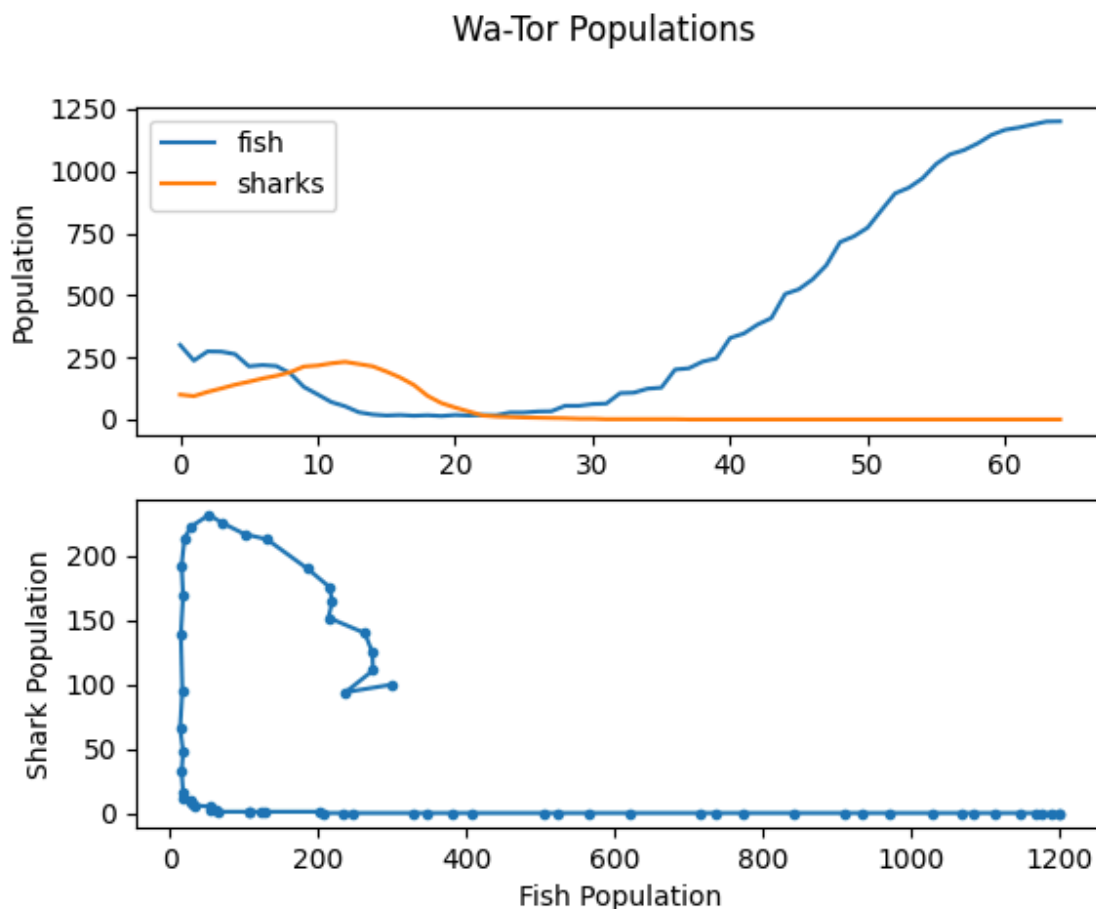 Wa-Tor Populations
1250
1000
750
500
250
0
Population
fish
sharks
0 10 20 30 40 50 60
200
150
100
50
0
Shark Population
0 200 400 600 800 1000 1200
Fish Population